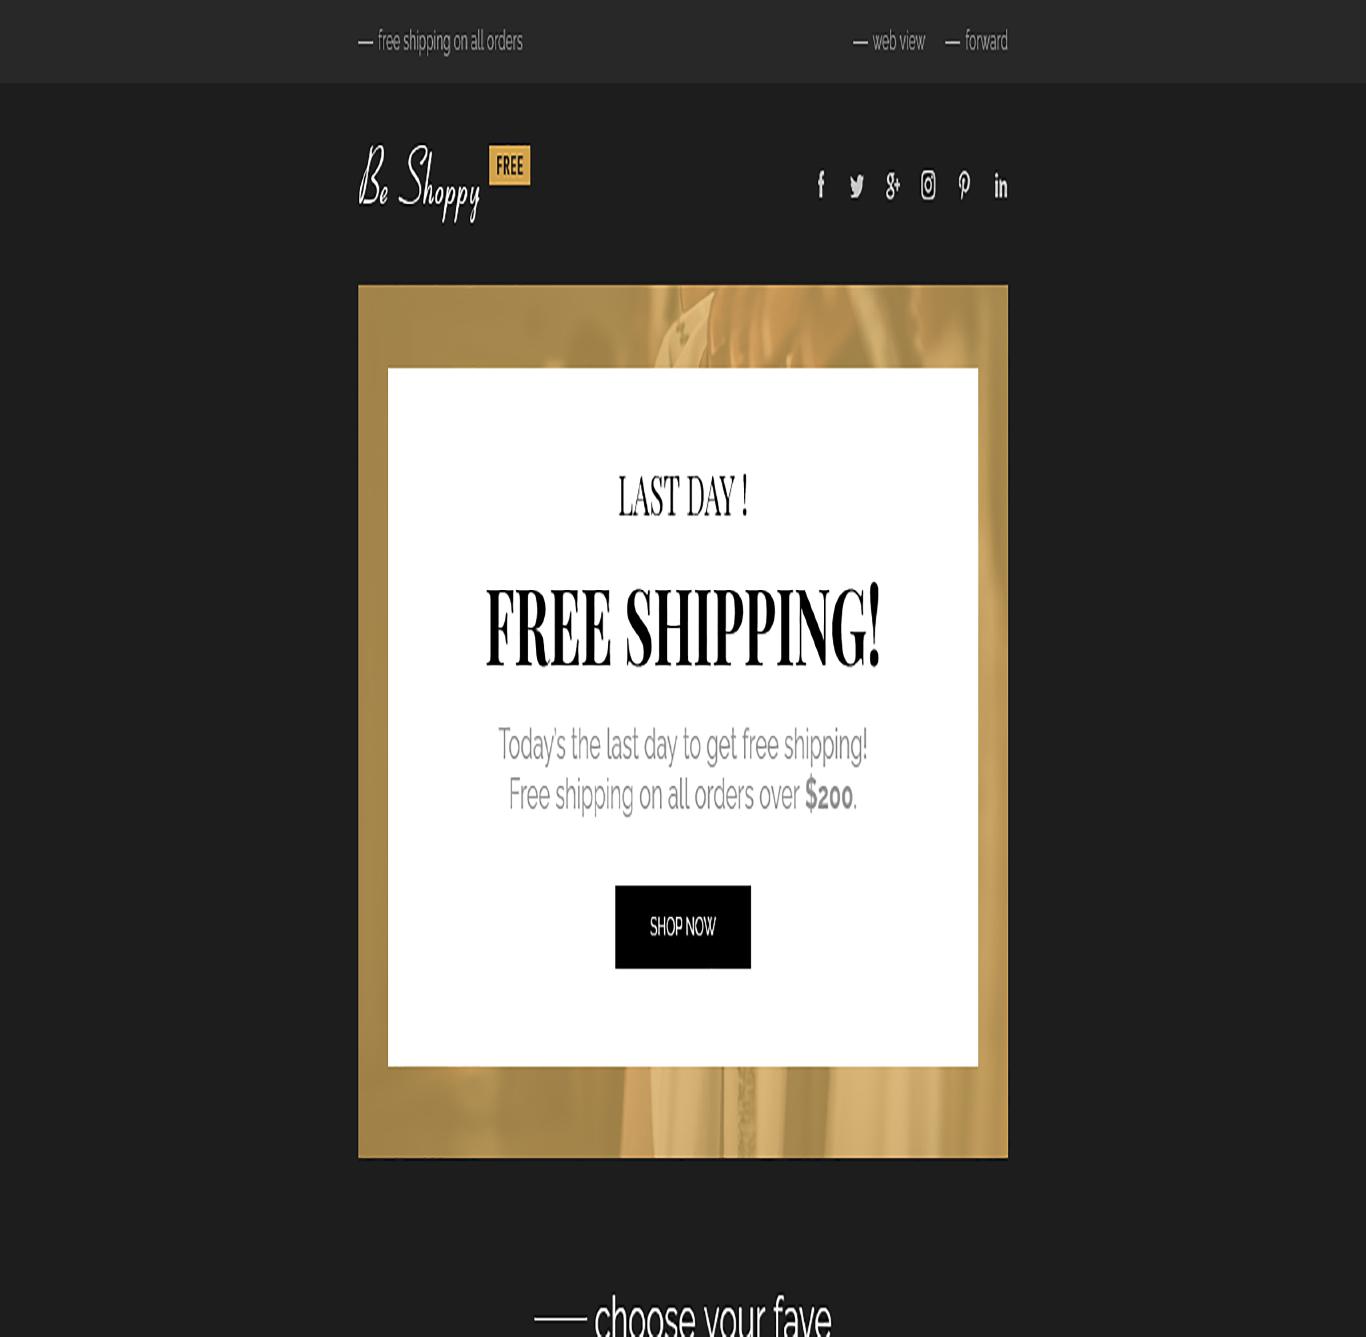 — free shipping on all orders
— web view — forward
Be Shoppy FREE
LAST DAY !
FREE SHIPPING!
Today's the last day to get free shipping!
Free shipping on all orders over $200.
SHOP NOW
choose your fave